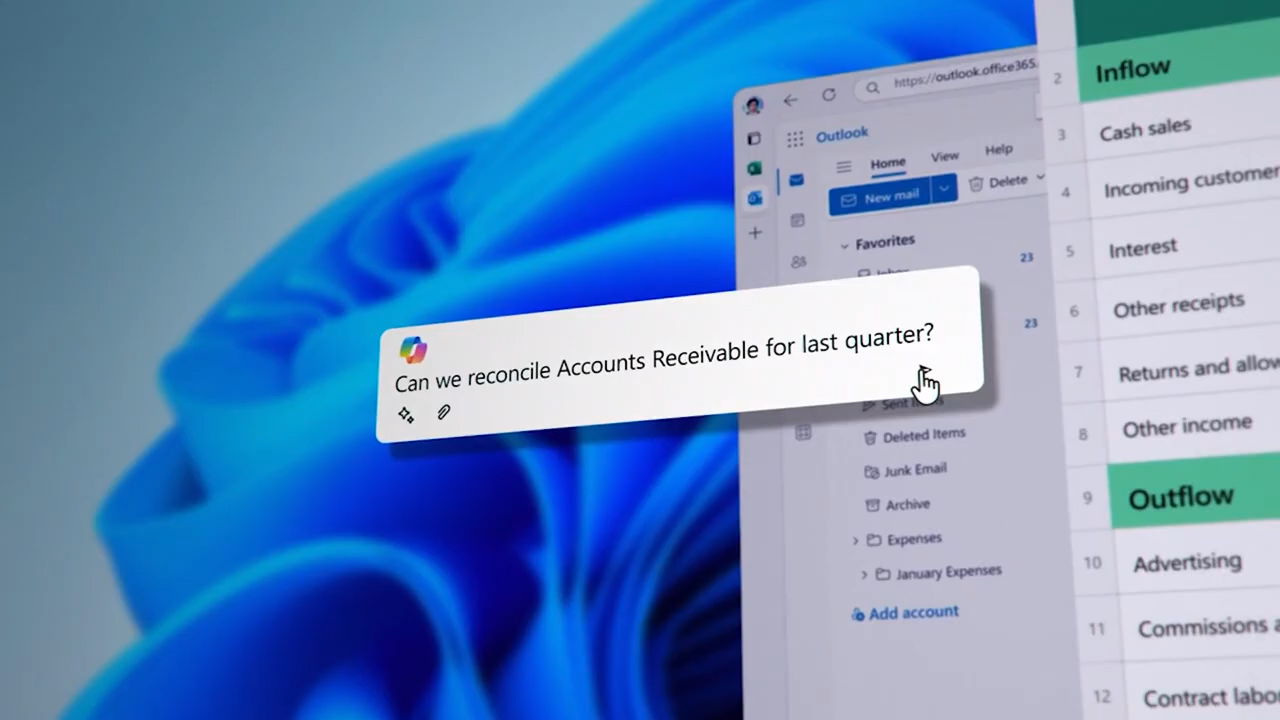 https://outlook.office365.
Outlook
Home View Help
New mail
Delete
Favorites
23
23
Can we reconcile Accounts Receivable for last quarter?
Sent Items
Deleted Items
Junk Email
Archive
Expenses
January Expenses
Add account
2 Inflow
3 Cash sales
4 Incoming customer
5 Interest
6 Other receipts
7 Returns and allow
8 Other income
9 Outflow
10 Advertising
11 Commissions a
12 Contract labo